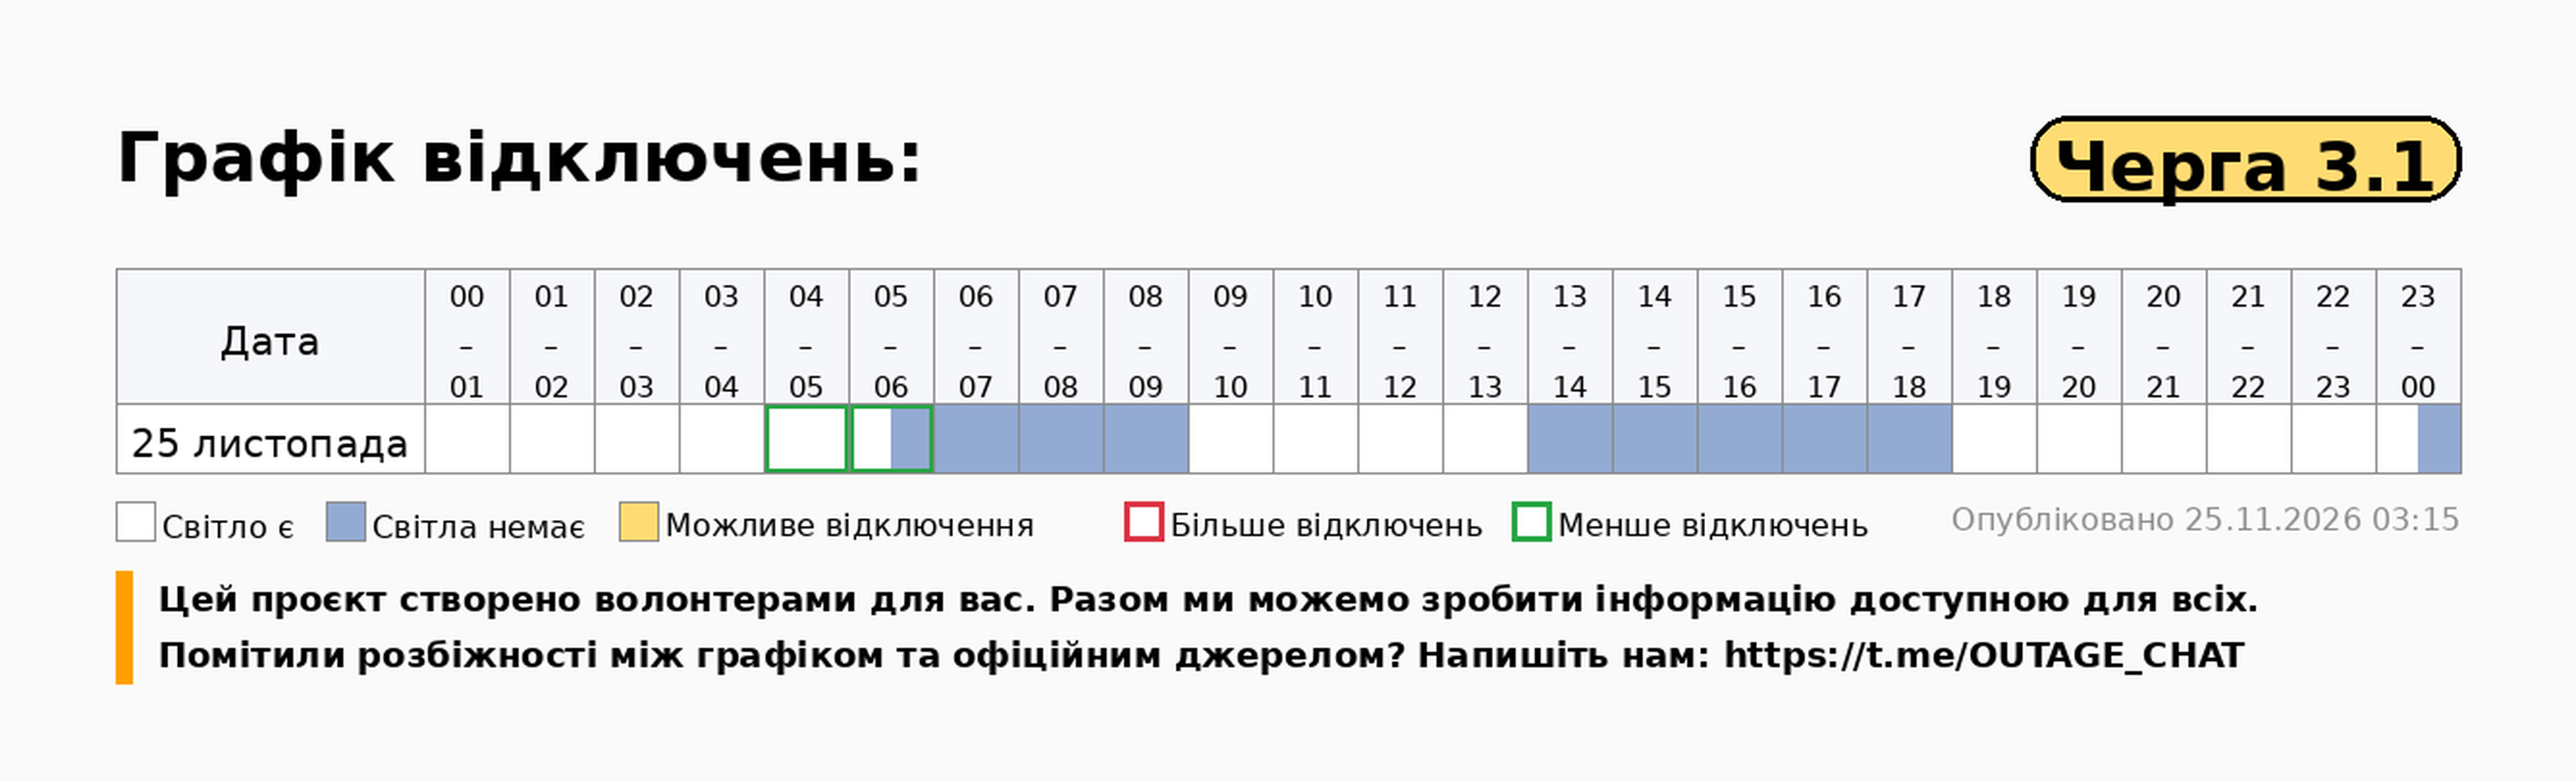 Графік відключень:
Черга 3.1
Дата
00 – 01
01 – 02
02 – 03
03 – 04
04 – 05
05 – 06
06 – 07
07 – 08
08 – 09
09 – 10
10 – 11
11 – 12
12 – 13
13 – 14
14 – 15
15 – 16
16 – 17
17 – 18
18 – 19
19 – 20
20 – 21
21 – 22
22 – 23
23 – 00
25 листопада
Світло є
Світла немає
Можливе відключення
Більше відключень
Менше відключень
Опубліковано 25.11.2026 03:15
Цей проєкт створено волонтерами для вас. Разом ми можемо зробити інформацію доступною для всіх.
Помітили розбіжності між графіком та офіційним джерелом? Напишіть нам: https://t.me/OUTAGE_CHAT